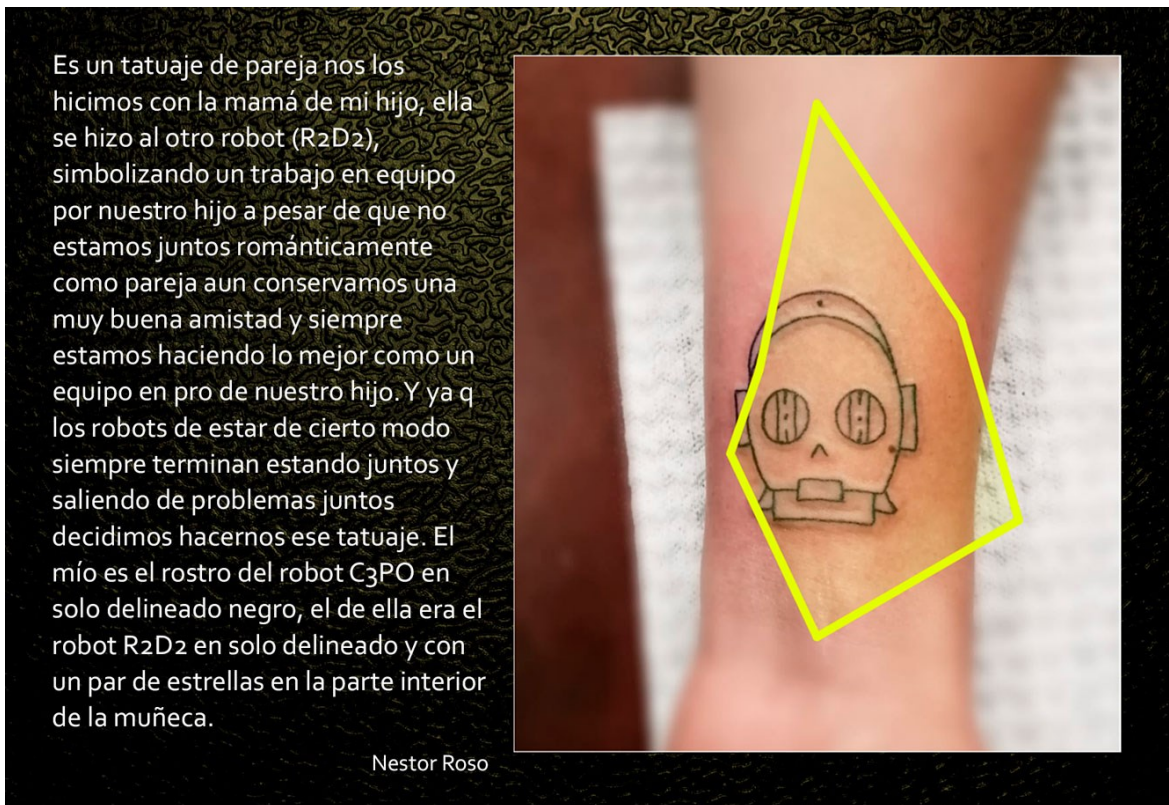 Es un tatuaje de pareja nos los
hicimos con la mamá de mi hijo, ella
se hizo al otro robot (R2D2),
simbolizando un trabajo en equipo
por nuestro hijo a pesar de que no
estamos juntos románticamente
como pareja aun conservamos una
muy buena amistad y siempre
estamos haciendo lo mejor como un
equipo en pro de nuestro hijo. Y ya q
los robots de estar de cierto modo
siempre terminan estando juntos y
saliendo de problemas juntos
decidimos hacernos ese tatuaje. El
mío es el rostro del robot C3PO en
solo delineado negro, el de ella era el
robot R2D2 en solo delineado y con
un par de estrellas en la parte interior
de la muñeca.
Nestor Roso